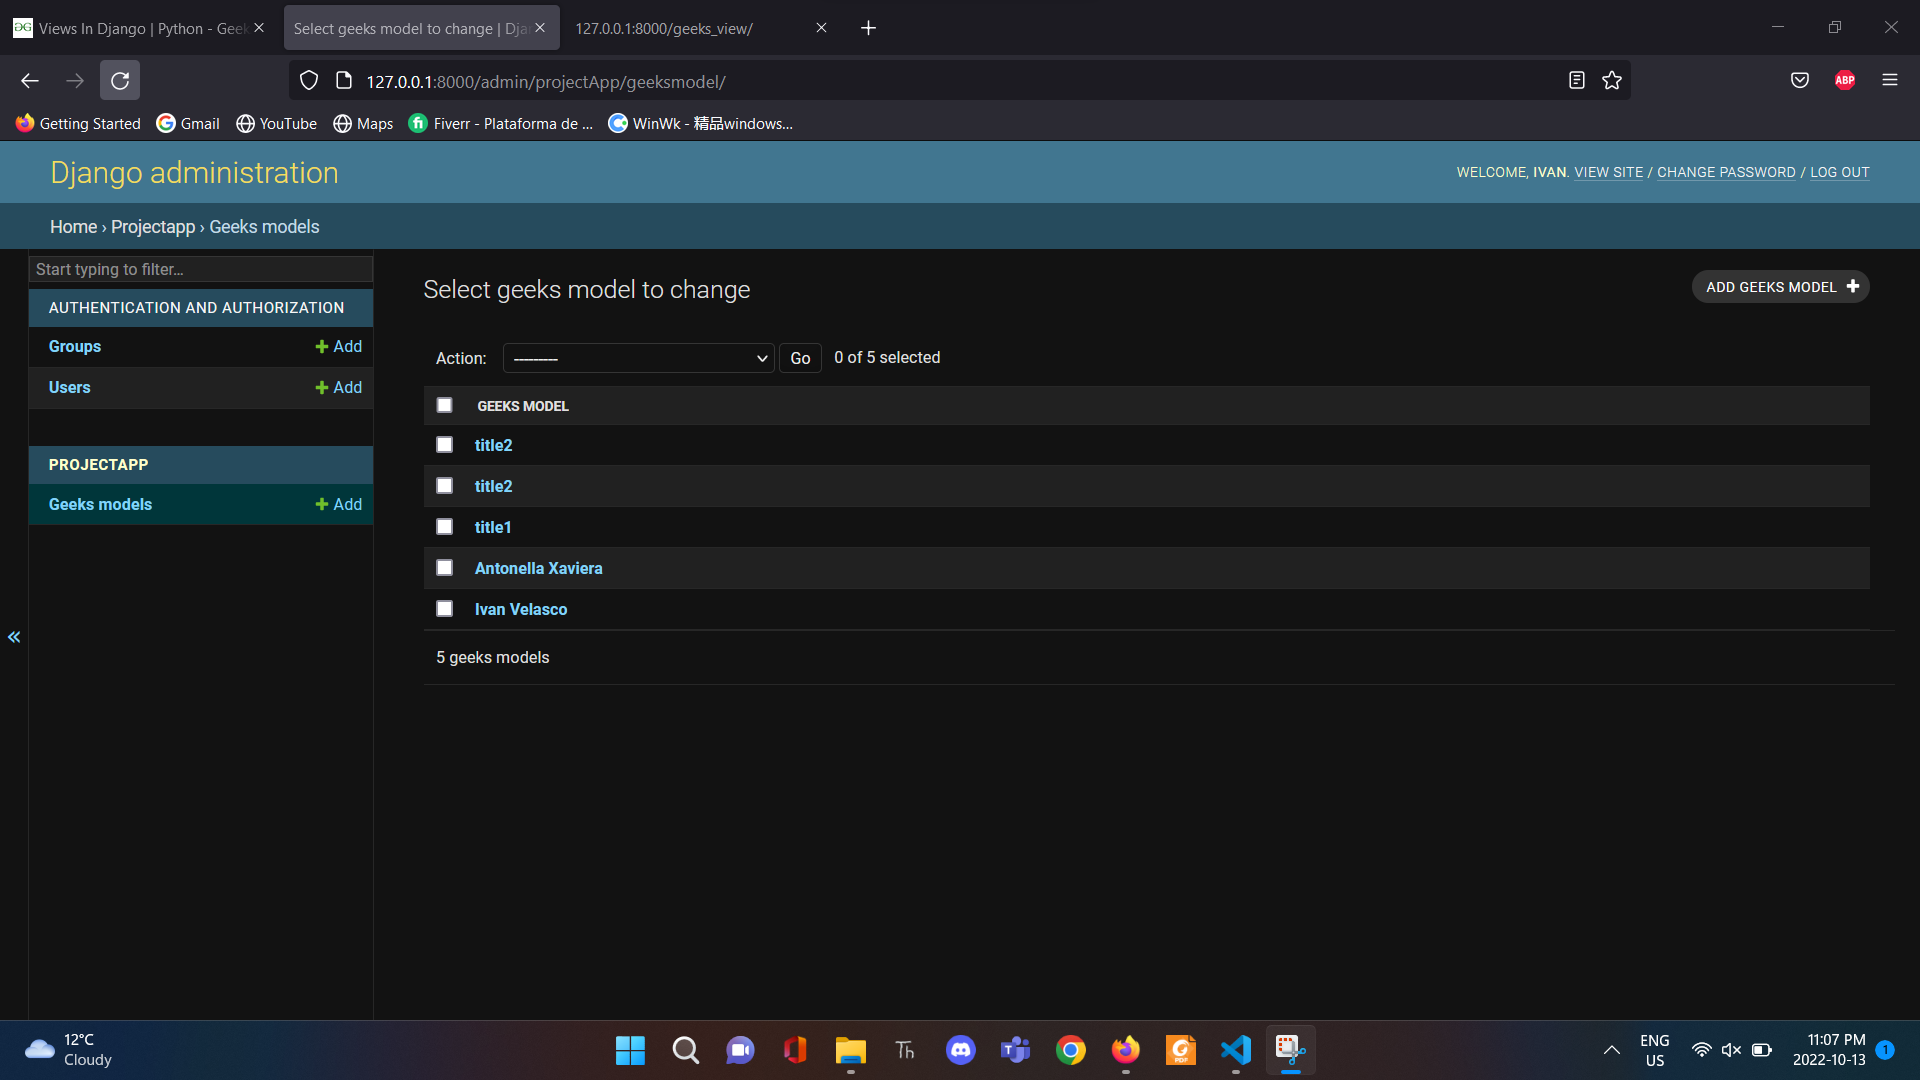 Views In Django | Python - Geek
Select geeks model to change | Dja
127.0.0.1:8000/geeks_view/
127.0.0.1:8000/admin/projectApp/geeksmodel/
ABP
Getting Started
Gmail
YouTube
Maps
Fiverr - Plataforma de ...
WinWk - 精品windows...
Django administration
WELCOME, IVAN. VIEW SITE / CHANGE PASSWORD / LOG OUT
Home › Projectapp › Geeks models
Start typing to filter...
AUTHENTICATION AND AUTHORIZATION
Groups
Add
Users
Add
PROJECTAPP
Geeks models
Add
Select geeks model to change
ADD GEEKS MODEL
Action:
---------
Go
0 of 5 selected
GEEKS MODEL
title2
title2
title1
Antonella Xaviera
Ivan Velasco
5 geeks models
12°C
Cloudy
Th
PDF
ENG
US
11:07 PM
2022-10-13
1